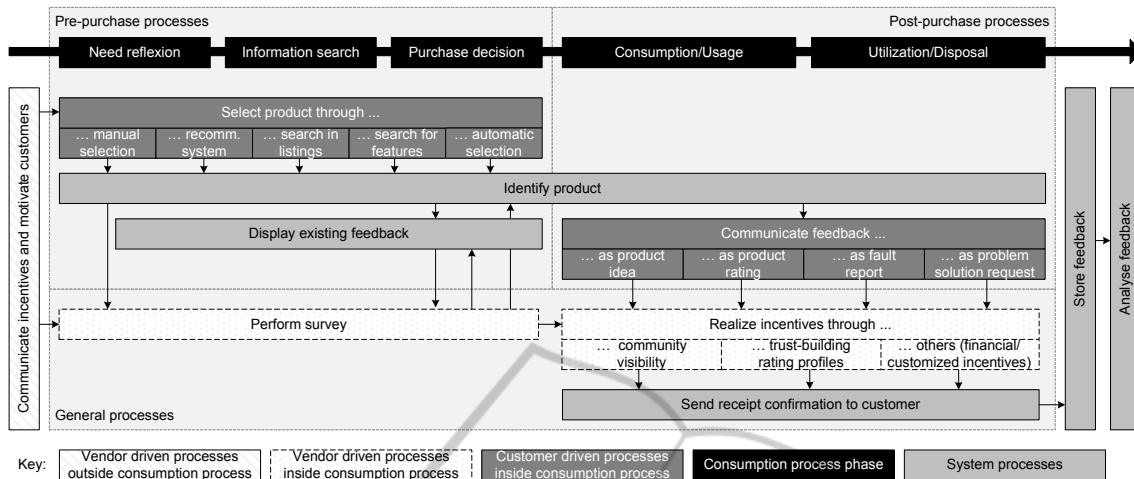 Pre-purchase processes
Post-purchase processes
Need reflexion
Information search
Purchase decision
Consumption/Usage
Utilization/Disposal
Communicate incentives and motivate customers
Select product through ...
… manual
selection
… recomm.
system
… search in
listings
… search for
features
… automatic
selection
Identify product
Display existing feedback
Communicate feedback ...
… as product
idea
… as product
rating
… as fault
report
… as problem
solution request
Store feedback
Analyse feedback
Perform survey
Realize incentives through ...
… community
visibility
… trust-building
rating profiles
… others (financial/
customized incentives)
Send receipt confirmation to customer
General processes
Key:
Vendor driven processes
outside consumption process
Vendor driven processes
inside consumption process
Customer driven processes
inside consumption process
Consumption process phase
System processes